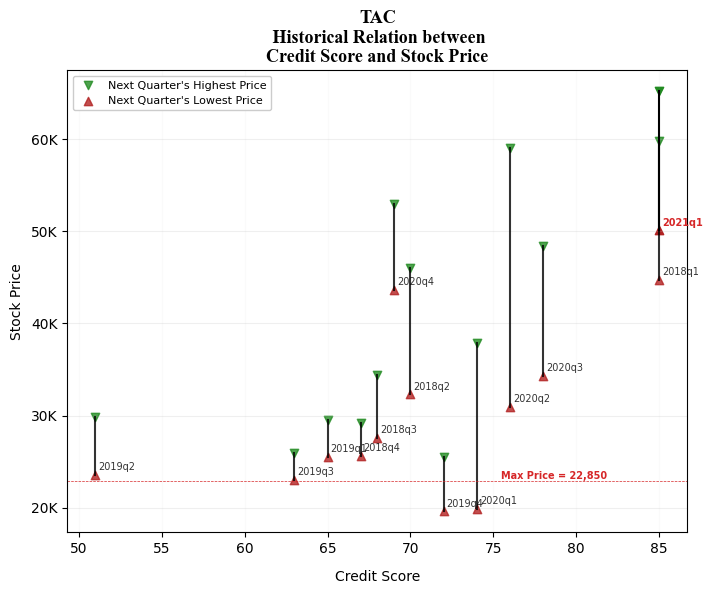 TAC
Historical Relation between
Credit Score and Stock Price
Next Quarter's Highest Price
Next Quarter's Lowest Price
60K
50K
40K
30K
20K
Stock Price
2021q1
2018q1
2020q4
2018q2
2020q3
2020q2
2018q3
2019q1
2018q4
2019q2
2019q3
Max Price = 22,850
2019q4
2020q1
50
55
60
65
70
75
80
85
Credit Score